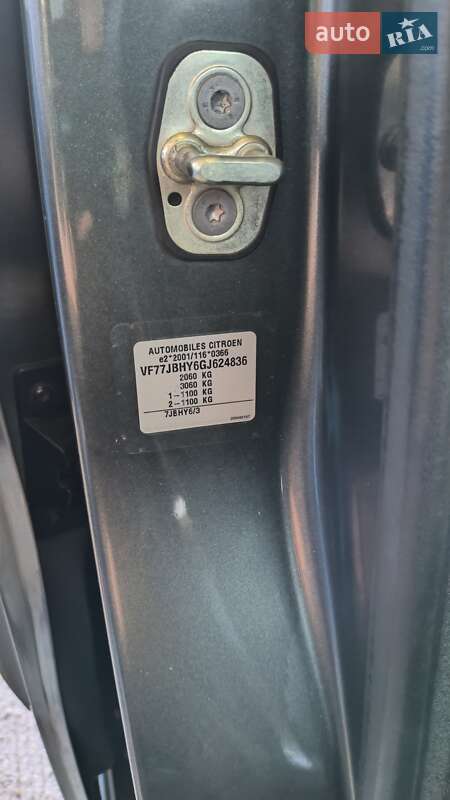 auto RIA
.com
AUTOMOBILES CITROEN
e2*2001/116*0366
VF77JBHY6GJ624836
2060 KG
3060 KG
1-1100 KG
2-1100 KG
7JBHY6/3